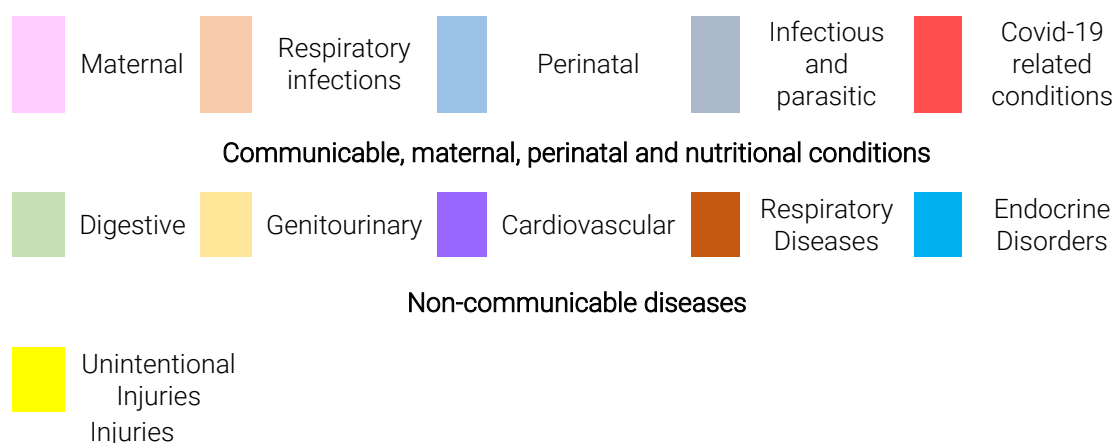 Maternal
Respiratory
infections
Perinatal
Infectious
and
parasitic
Covid-19
related
conditions
Communicable, maternal, perinatal and nutritional conditions
Digestive
Genitourinary
Cardiovascular
Respiratory
Diseases
Endocrine
Disorders
Non-communicable diseases
Unintentional
Injuries
Injuries